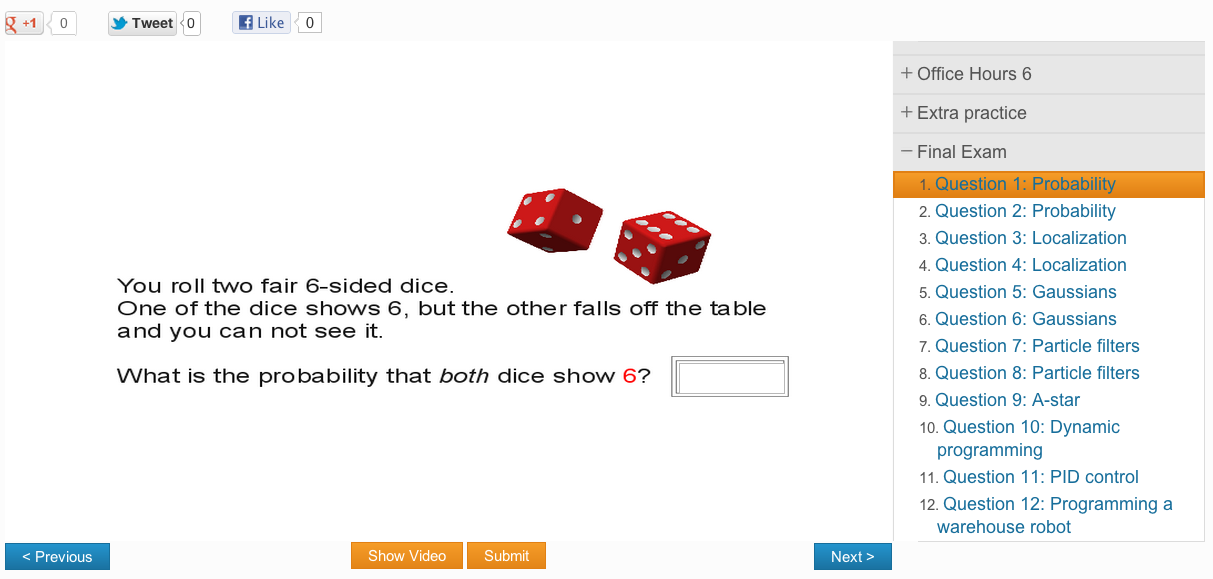 g +1 0 Tweet 0 Like 0
+ Office Hours 6
+ Extra practice
− Final Exam
1. Question 1: Probability
2. Question 2: Probability
3. Question 3: Localization
4. Question 4: Localization
5. Question 5: Gaussians
6. Question 6: Gaussians
7. Question 7: Particle filters
8. Question 8: Particle filters
9. Question 9: A-star
10. Question 10: Dynamic
programming
11. Question 11: PID control
12. Question 12: Programming a
warehouse robot
You roll two fair 6-sided dice.
One of the dice shows 6, but the other falls off the table
and you can not see it.
What is the probability that both dice show 6?
< Previous Show Video Submit Next >